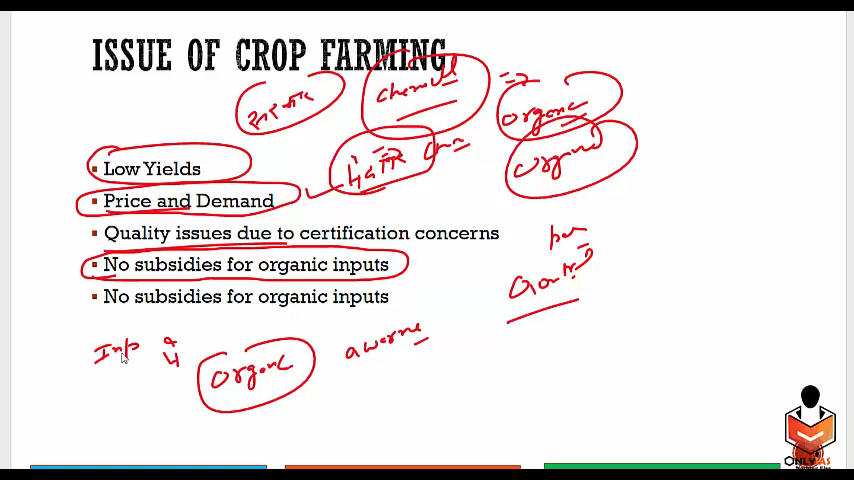 ISSUE OF CROP FARMING
chemical
organic
organic
▪ Low Yields
▪ Price and Demand
▪ Quality issues due to certification concerns
▪ No subsidies for organic inputs
▪ No subsidies for organic inputs
organic